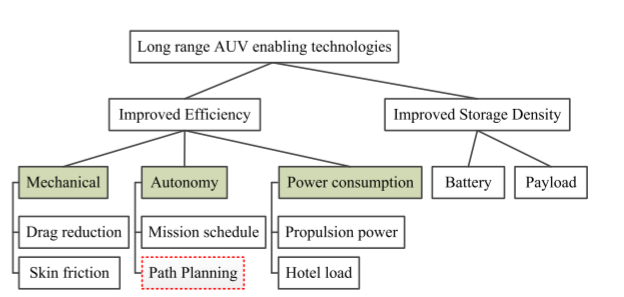 Long range AUV enabling technologies
Improved Efficiency
Improved Storage Density
Mechanical
Autonomy
Power consumption
Battery
Payload
Drag reduction
Mission schedule
Propulsion power
Skin friction
Path Planning
Hotel load